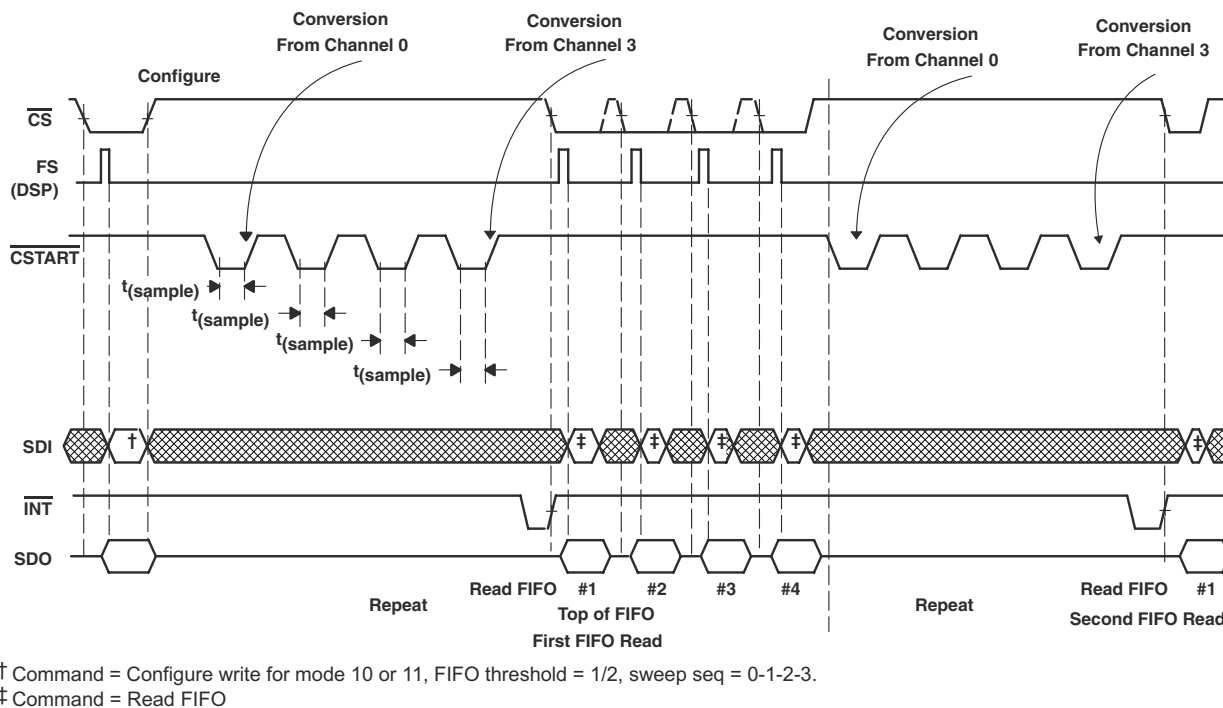 Conversion
From Channel 0
Conversion
From Channel 3
Conversion
From Channel 0
Conversion
From Channel 3
Configure
CS
FS
(DSP)
CSTART
t(sample)
t(sample)
t(sample)
t(sample)
SDI
† ‡ ‡ ‡ ‡ ‡
INT
SDO
Read FIFO #1 #2 #3 #4
Read FIFO #1
Repeat
Top of FIFO
First FIFO Read
Repeat
Second FIFO Read
† Command = Configure write for mode 10 or 11, FIFO threshold = 1/2, sweep seq = 0-1-2-3.
‡ Command = Read FIFO